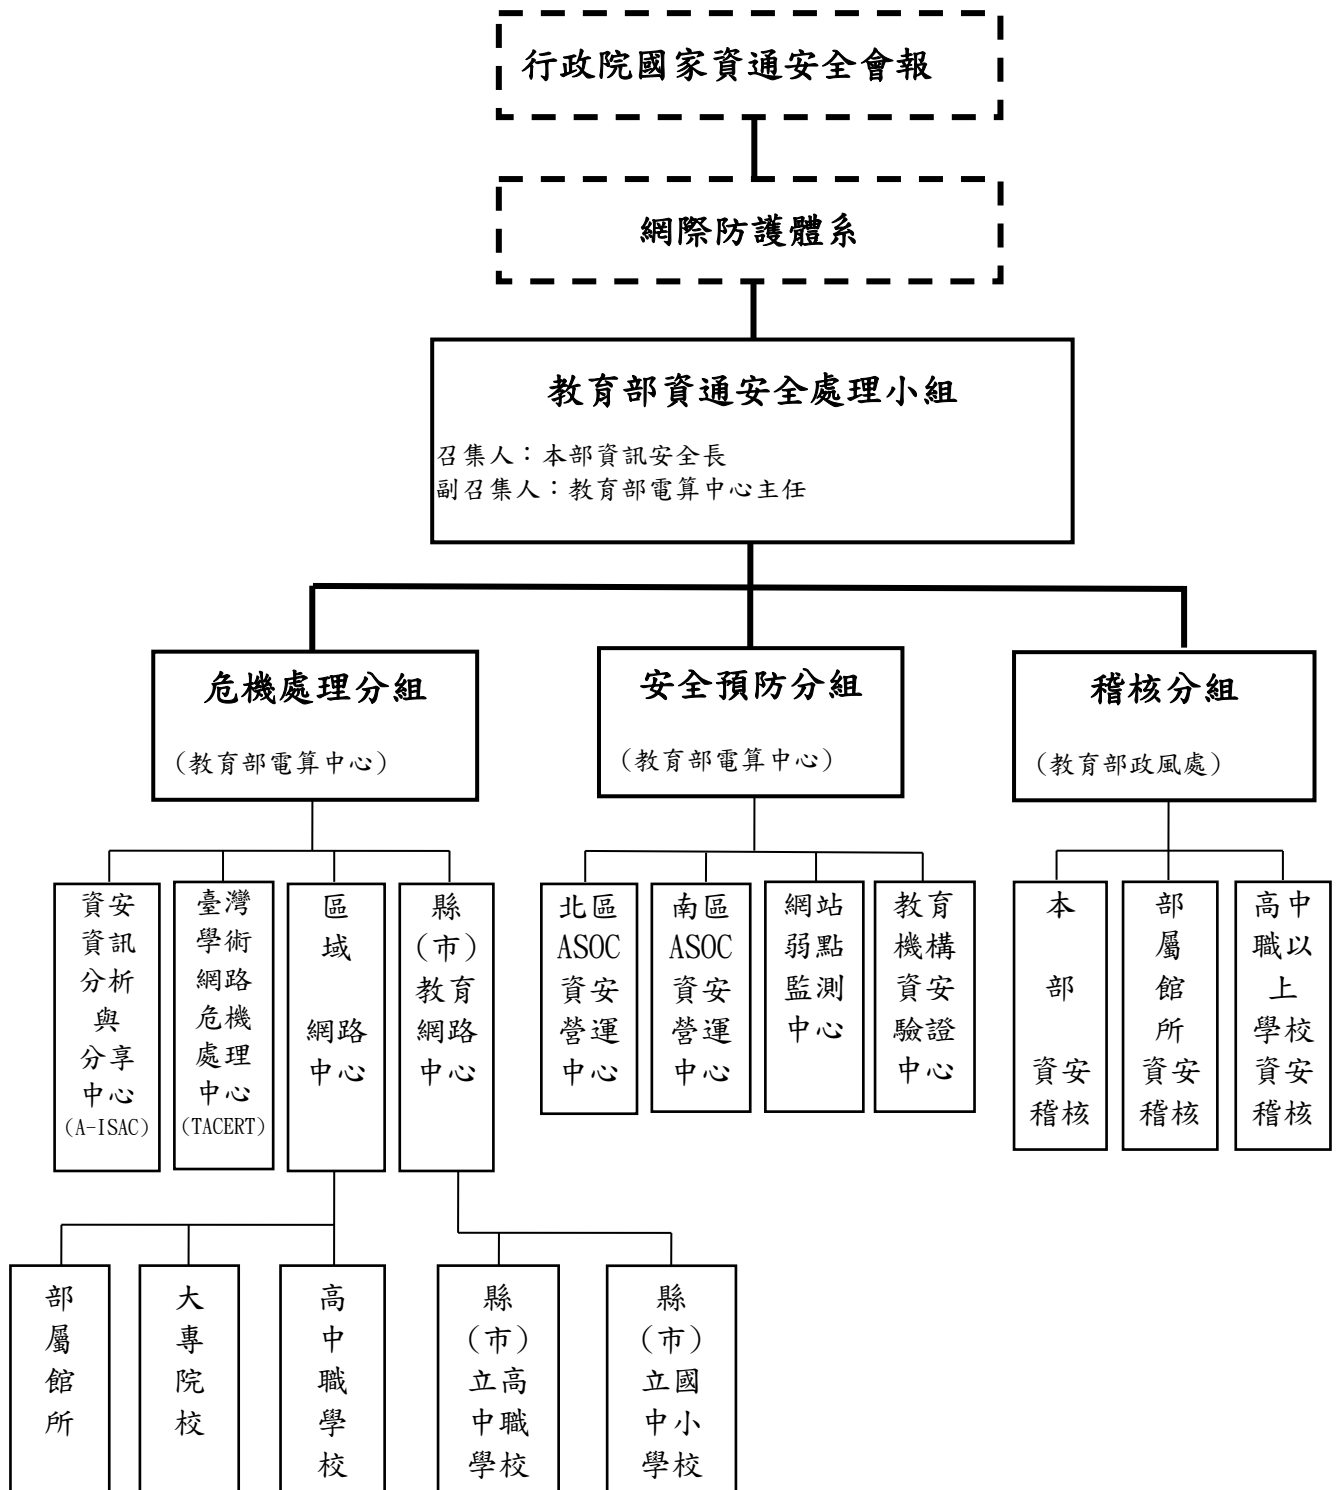 行政院國家資通安全會報
網際防護體系
教育部資通安全處理小組
召集人：本部資訊安全長
副召集人：教育部電算中心主任
危機處理分組
（教育部電算中心）
安全預防分組
（教育部電算中心）
稽核分組
（教育部政風處）
資安
資訊
分析
與
分享
中心
(A-ISAC)
臺灣
學術
網路
危機
處理
中心
(TACERT)
區
域
網路
中心
縣
（市）
教育
網路
中心
北區
ASOC
資安
營運
中心
南區
ASOC
資安
營運
中心
網站
弱點
監測
中心
教育
機構
資安
驗證
中心
本
部
資安
稽核
部
屬
館
所
資安
稽核
高中
職以
上
學校
資安
稽核
部
屬
館
所
大
專
院
校
高
中
職
學
校
縣
（市）
立高
中職
學校
縣
（市）
立國
中小
學校